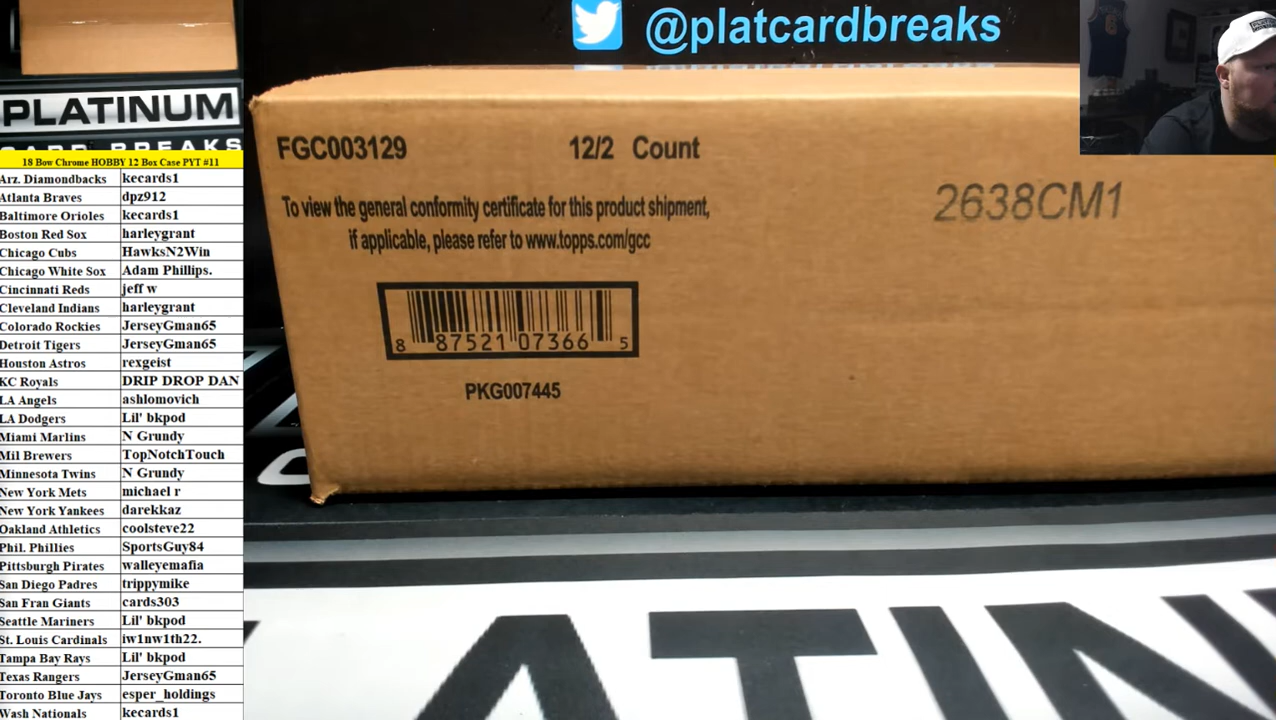 @platcardbreaks
PLATINUM
18 Bow Chrome HOBBY 12 Box Case PYT #11
Arz. Diamondbacks kecards1
Atlanta Braves dpz912
Baltimore Orioles kecards1
Boston Red Sox harleygrant
Chicago Cubs HawksN2Win
Chicago White Sox Adam Phillips.
Cincinnati Reds jeff w
Cleveland Indians harleygrant
Colorado Rockies JerseyGman65
Detroit Tigers JerseyGman65
Houston Astros rexgeist
KC Royals DRIP DROP DAN
LA Angels ashlomovich
LA Dodgers Lil' bkpod
Miami Marlins N Grundy
Mil Brewers TopNotchTouch
Minnesota Twins N Grundy
New York Mets michael r
New York Yankees darekkaz
Oakland Athletics coolsteve22
Phil. Phillies SportsGuy84
Pittsburgh Pirates walleyemafia
San Diego Padres trippymike
San Fran Giants cards303
Seattle Mariners Lil' bkpod
St. Louis Cardinals iw1nw1th22.
Tampa Bay Rays Lil' bkpod
Texas Rangers JerseyGman65
Toronto Blue Jays esper_holdings
Wash Nationals kecards1
FGC003129 12/2 Count
To view the general conformity certificate for this product shipment,
if applicable, please refer to www.topps.com/gcc
2638CM1
8 87521 07366 5
PKG007445